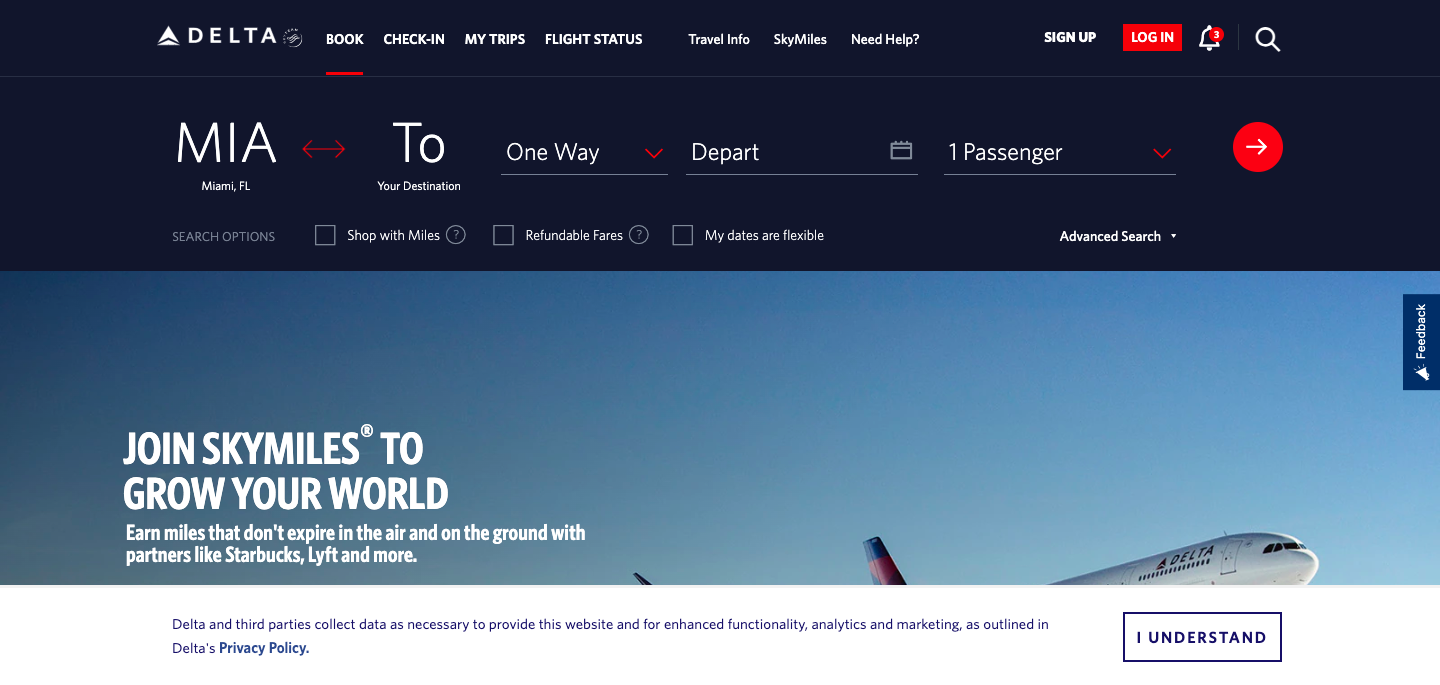 DELTA
BOOK CHECK-IN MY TRIPS FLIGHT STATUS Travel Info SkyMiles Need Help? SIGN UP LOG IN 3
MIA To One Way Depart 1 Passenger
Miami, FL Your Destination
SEARCH OPTIONS Shop with Miles ? Refundable Fares ? My dates are flexible Advanced Search
Feedback
JOIN SKYMILES® TO
GROW YOUR WORLD
Earn miles that don't expire in the air and on the ground with
partners like Starbucks, Lyft and more.
DELTA
Delta and third parties collect data as necessary to provide this website and for enhanced functionality, analytics and marketing, as outlined in
Delta's Privacy Policy.
I UNDERSTAND